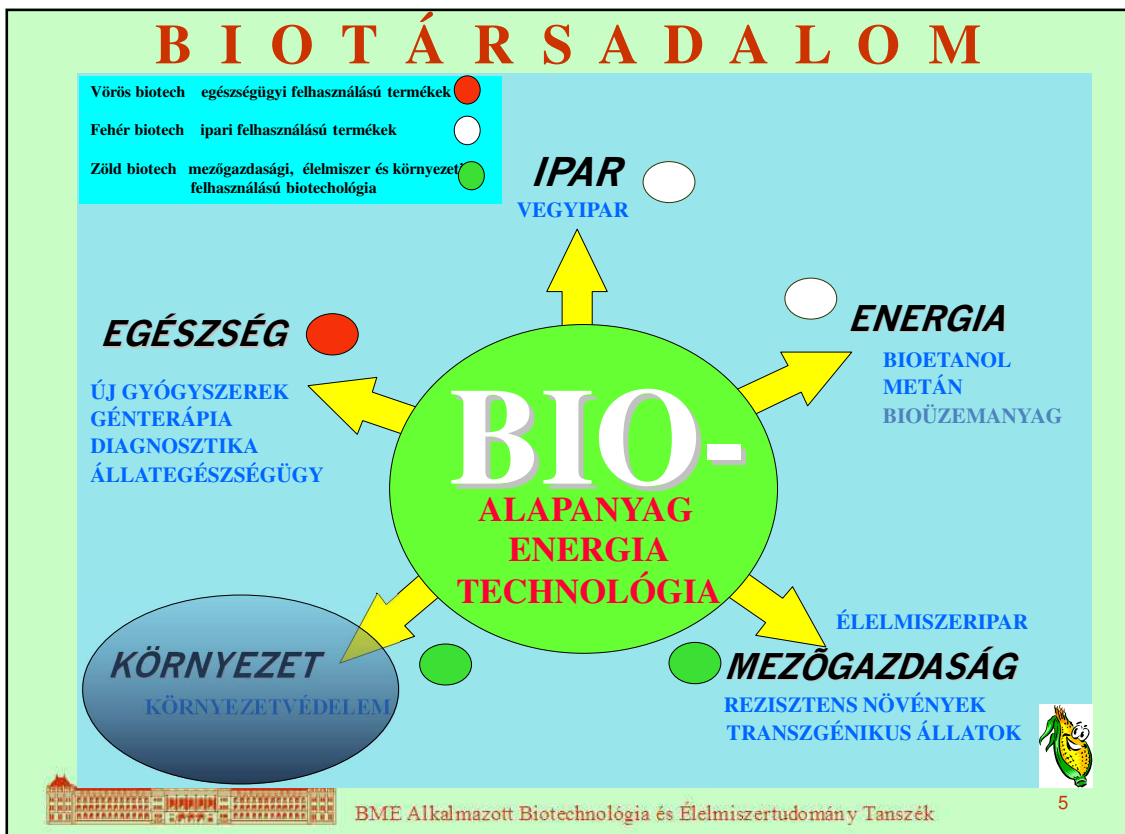 BIOTÁRSADALOM
Vörös biotech egészségügyi felhasználású termékek
Fehér biotech ipari felhasználású termékek
Zöld biotech mezőgazdasági, élelmiszer és környezeti
felhasználású biotechológia
IPAR
VEGYIPAR
EGÉSZSÉG
ÚJ GYÓGYSZEREK
GÉNTERÁPIA
DIAGNOSZTIKA
ÁLLATEGÉSZSÉGÜGY
ENERGIA
BIOETANOL
METÁN
BIOÜZEMANYAG
BIO-
ALAPANYAG
ENERGIA
TECHNOLÓGIA
KÖRNYEZET
KÖRNYEZETVÉDELEM
ÉLELMISZERIPAR
MEZÕGAZDASÁG
REZISZTENS NÖVÉNYEK
TRANSZGÉNIKUS ÁLLATOK
BME Alkalmazott Biotechnológia és Élelmiszertudomány Tanszék
5